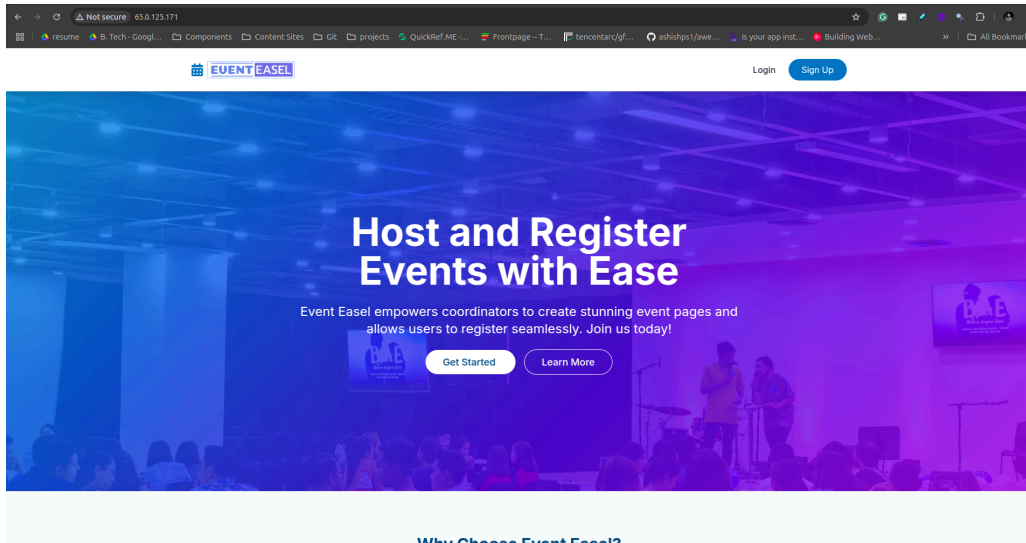 Not secure 65.0.125.171
resume B. Tech - Googl... Components Content Sites Git projects QuickRef.ME -... Frontpage – T... tencentarc/gf... ashishps1/awe... Is your app inst... Building Web... » All Bookmar
EVENT EASEL Login Sign Up
Host and Register
Events with Ease
Event Easel empowers coordinators to create stunning event pages and
allows users to register seamlessly. Join us today!
Get Started Learn More
Why Choose Event Easel?